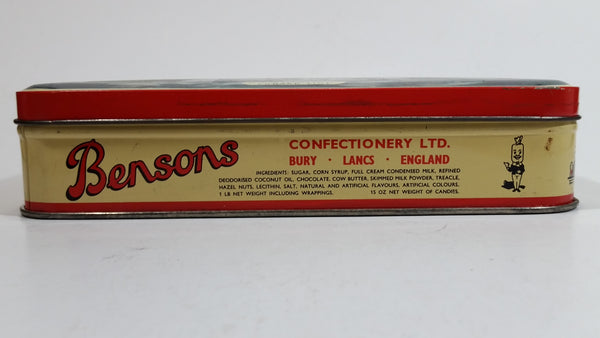 Bensons
CONFECTIONERY LTD.
BURY • LANCS • ENGLAND
INGREDIENTS: SUGAR, CORN SYRUP, FULL CREAM CONDENSED MILK, REFINED
DEODORISED COCONUT OIL, CHOCOLATE, COW BUTTER, SKIMMED MILK POWDER, TREACLE,
HAZEL NUTS, LECITHIN, SALT, NATURAL AND ARTIFICIAL FLAVOURS, ARTIFICIAL COLOURS.
1 LB NET WEIGHT INCLUDING WRAPPINGS. 15 OZ NET WEIGHT OF CANDIES.